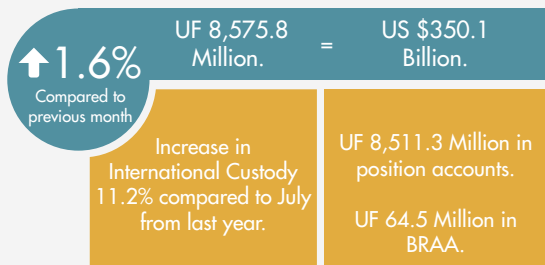 1.6%
Compared to
previous month
UF 8,575.8
Million.
=
US $350.1
Billion.
Increase in
International Custody
11.2% compared to July
from last year.
UF 8,511.3 Million in
position accounts.
UF 64.5 Million in
BRAA.